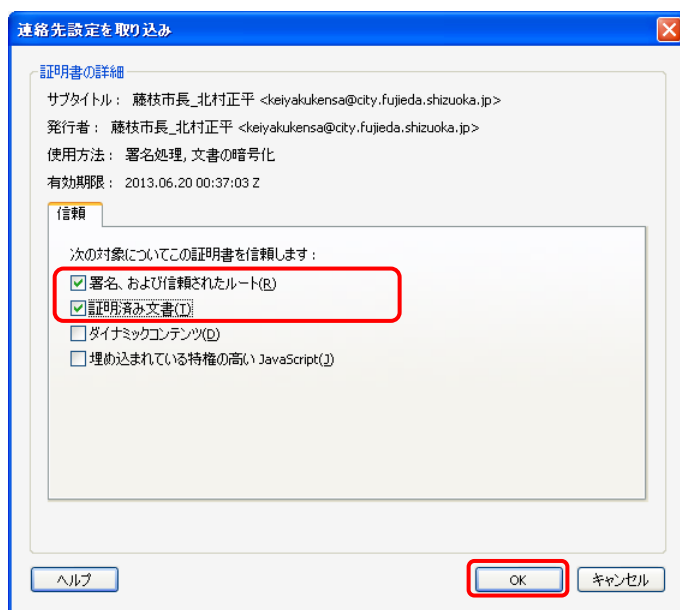 連絡先設定を取り込み
証明書の詳細
サブタイトル： 藤枝市長_北村正平 <keiyakukensa@city.fujieda.shizuoka.jp>
発行者： 藤枝市長_北村正平 <keiyakukensa@city.fujieda.shizuoka.jp>
使用方法： 署名処理, 文書の暗号化
有効期限： 2013.06.20 00:37:03 Z
信頼
次の対象についてこの証明書を信頼します：
署名、および信頼されたルート(R)
証明済み文書(T)
ダイナミックコンテンツ(D)
埋め込まれている特権の高い JavaScript(J)
ヘルプ
OK
キャンセル